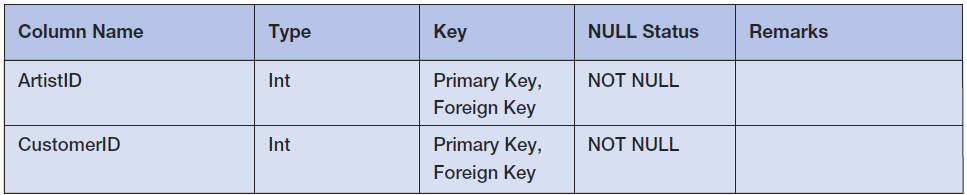 Column Name Type Key NULL Status Remarks
ArtistID Int Primary Key, NOT NULL
Foreign Key
CustomerID Int Primary Key, NOT NULL
Foreign Key